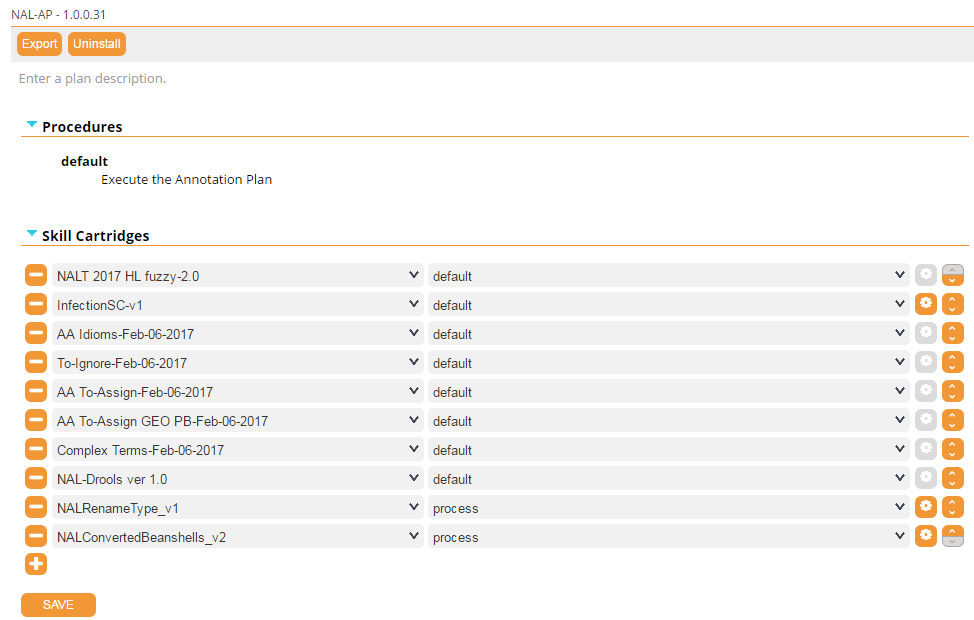 NAL-AP - 1.0.0.31
Export Uninstall
Enter a plan description.
Procedures
default
Execute the Annotation Plan
Skill Cartridges
NALT 2017 HL fuzzy-2.0 default
InfectionSC-v1 default
AA Idioms-Feb-06-2017 default
To-Ignore-Feb-06-2017 default
AA To-Assign-Feb-06-2017 default
AA To-Assign GEO PB-Feb-06-2017 default
Complex Terms-Feb-06-2017 default
NAL-Drools ver 1.0 default
NALRenameType_v1 process
NALConvertedBeanshells_v2 process
SAVE